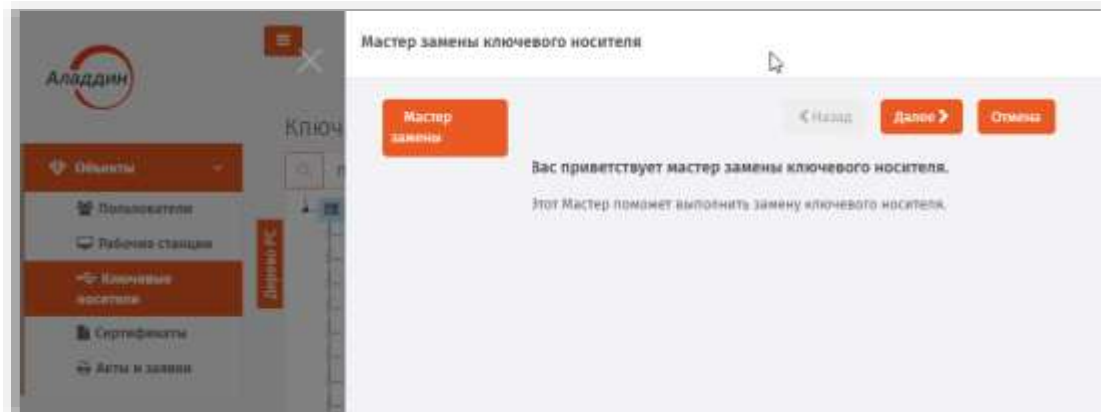 Мастер замены ключевого носителя
Аладдин
Ключ
Мастер
замены
Назад
Далее
Отмена
Вас приветствует мастер замены ключевого носителя.
Этот Мастер поможет выполнить замену ключевого носителя.
Объекты
Пользователи
Рабочие станции
Ключевые
носители
Сертификаты
Акты и заявки
Дерево РС